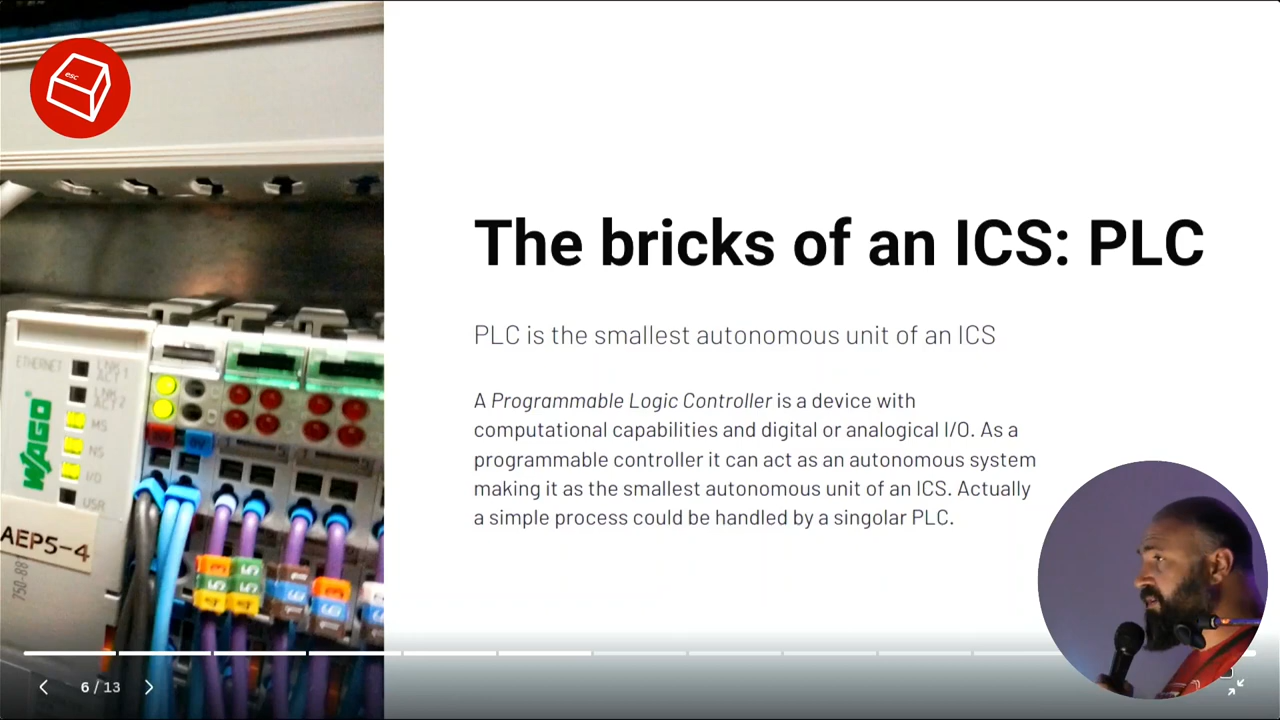 esc
The bricks of an ICS: PLC
PLC is the smallest autonomous unit of an ICS
A Programmable Logic Controller is a device with
computational capabilities and digital or analogical I/O. As a
programmable controller it can act as an autonomous system
making it as the smallest autonomous unit of an ICS. Actually
a simple process could be handled by a singolar PLC.
ETHERNET
MS
NS
I/O
USR
WAGO
0V
AEP5-4
6 / 13